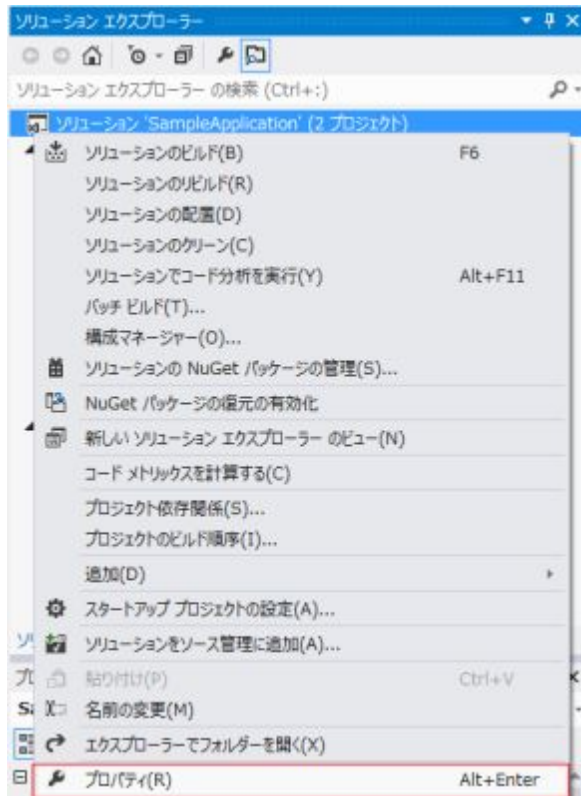 ソリューション エクスプローラー
ソリューション エクスプローラー の検索 (Ctrl+:)
ソリューション 'SampleApplication' (2 プロジェクト)
ソリューションのビルド(B) F6
ソリューションのリビルド(R)
ソリューションの配置(D)
ソリューションのクリーン(C)
ソリューションでコード分析を実行(Y) Alt+F11
バッチ ビルド(T)...
構成マネージャー(O)...
ソリューションの NuGet パッケージの管理(S)...
NuGet パッケージの復元の有効化
新しい ソリューション エクスプローラー のビュー(N)
コード メトリックスを計算する(C)
プロジェクト依存関係(S)...
プロジェクトのビルド順序(I)...
追加(D)
スタートアップ プロジェクトの設定(A)...
ソリューションをソース管理に追加(A)...
ソリ
貼り付け(P) Ctrl+V
プロ
名前の変更(M)
Sa
エクスプローラーでフォルダーを開く(X)
プロパティ(R) Alt+Enter